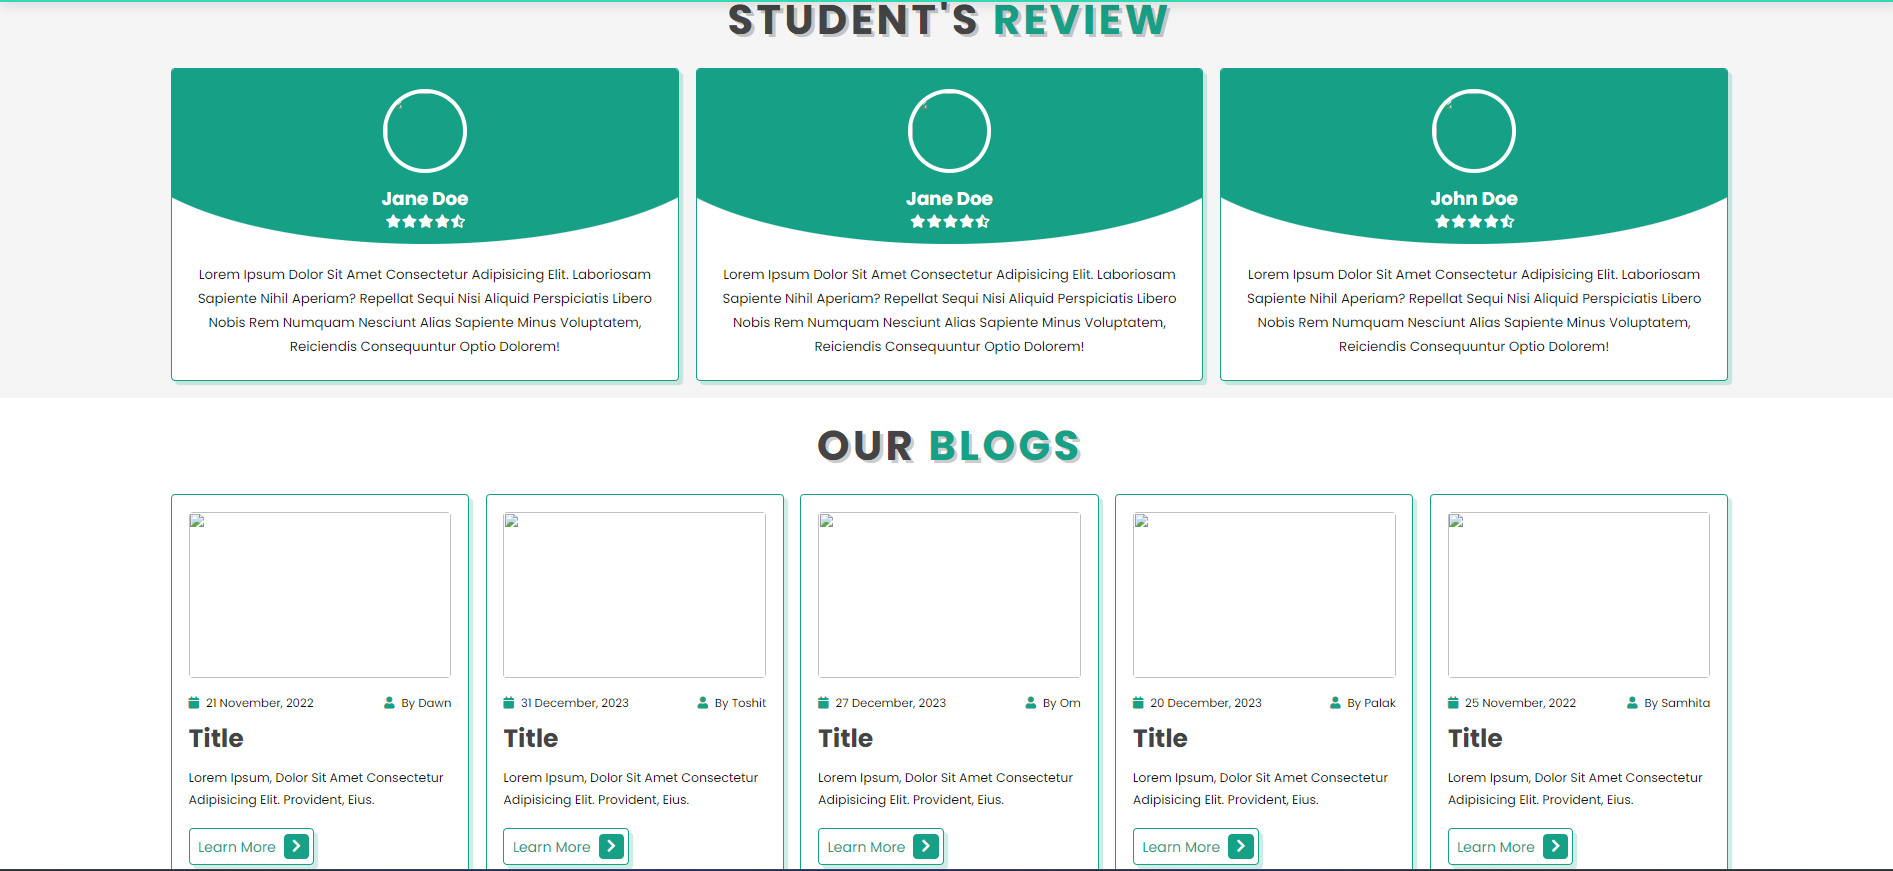 STUDENT'S REVIEW
Jane Doe
Lorem Ipsum Dolor Sit Amet Consectetur Adipisicing Elit. Laboriosam
Sapiente Nihil Aperiam? Repellat Sequi Nisi Aliquid Perspiciatis Libero
Nobis Rem Numquam Nesciunt Alias Sapiente Minus Voluptatem,
Reiciendis Consequuntur Optio Dolorem!
Jane Doe
Lorem Ipsum Dolor Sit Amet Consectetur Adipisicing Elit. Laboriosam
Sapiente Nihil Aperiam? Repellat Sequi Nisi Aliquid Perspiciatis Libero
Nobis Rem Numquam Nesciunt Alias Sapiente Minus Voluptatem,
Reiciendis Consequuntur Optio Dolorem!
John Doe
Lorem Ipsum Dolor Sit Amet Consectetur Adipisicing Elit. Laboriosam
Sapiente Nihil Aperiam? Repellat Sequi Nisi Aliquid Perspiciatis Libero
Nobis Rem Numquam Nesciunt Alias Sapiente Minus Voluptatem,
Reiciendis Consequuntur Optio Dolorem!
OUR BLOGS
21 November, 2022 By Dawn
Title
Lorem Ipsum, Dolor Sit Amet Consectetur
Adipisicing Elit. Provident, Eius.
Learn More
31 December, 2023 By Toshit
Title
Lorem Ipsum, Dolor Sit Amet Consectetur
Adipisicing Elit. Provident, Eius.
Learn More
27 December, 2023 By Om
Title
Lorem Ipsum, Dolor Sit Amet Consectetur
Adipisicing Elit. Provident, Eius.
Learn More
20 December, 2023 By Palak
Title
Lorem Ipsum, Dolor Sit Amet Consectetur
Adipisicing Elit. Provident, Eius.
Learn More
25 November, 2022 By Samhita
Title
Lorem Ipsum, Dolor Sit Amet Consectetur
Adipisicing Elit. Provident, Eius.
Learn More